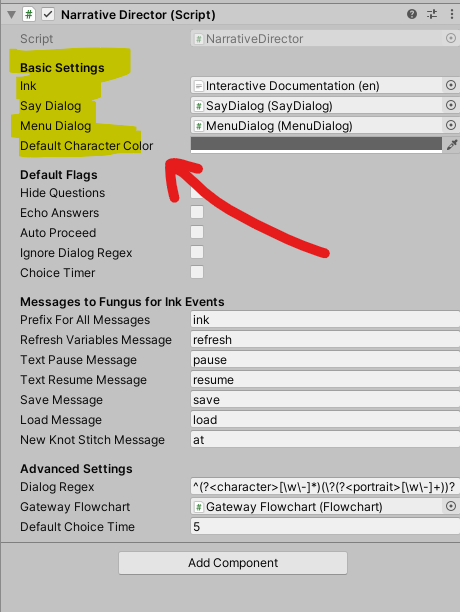 Narrative Director (Script)
Script NarrativeDirector
Basic Settings
Ink Interactive Documentation (en)
Say Dialog SayDialog (SayDialog)
Menu Dialog MenuDialog (MenuDialog)
Default Character Color
Default Flags
Hide Questions
Echo Answers
Auto Proceed
Ignore Dialog Regex
Choice Timer
Messages to Fungus for Ink Events
Prefix For All Messages ink
Refresh Variables Message refresh
Text Pause Message pause
Text Resume Message resume
Save Message save
Load Message load
New Knot Stitch Message at
Advanced Settings
Dialog Regex ^(?<character>[\w\-]*)(\?(?<portrait>[\w\-]+))?
Gateway Flowchart Gateway Flowchart (Flowchart)
Default Choice Time 5
Add Component